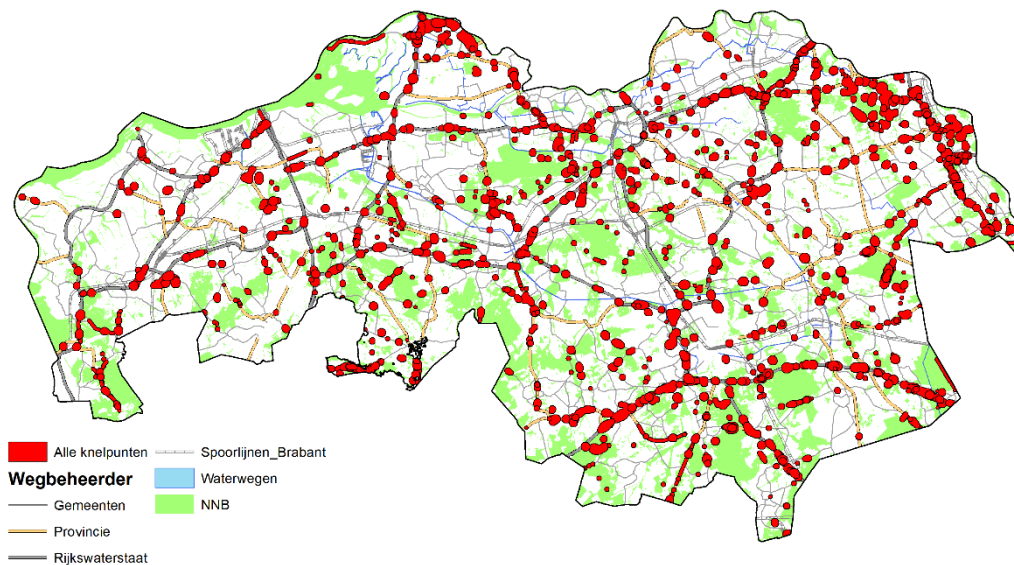 Alle knelpunten
Wegbeheerder
Gemeenten
Provincie
Rijkswaterstaat
Spoorlijnen_Brabant
Waterwegen
NNB